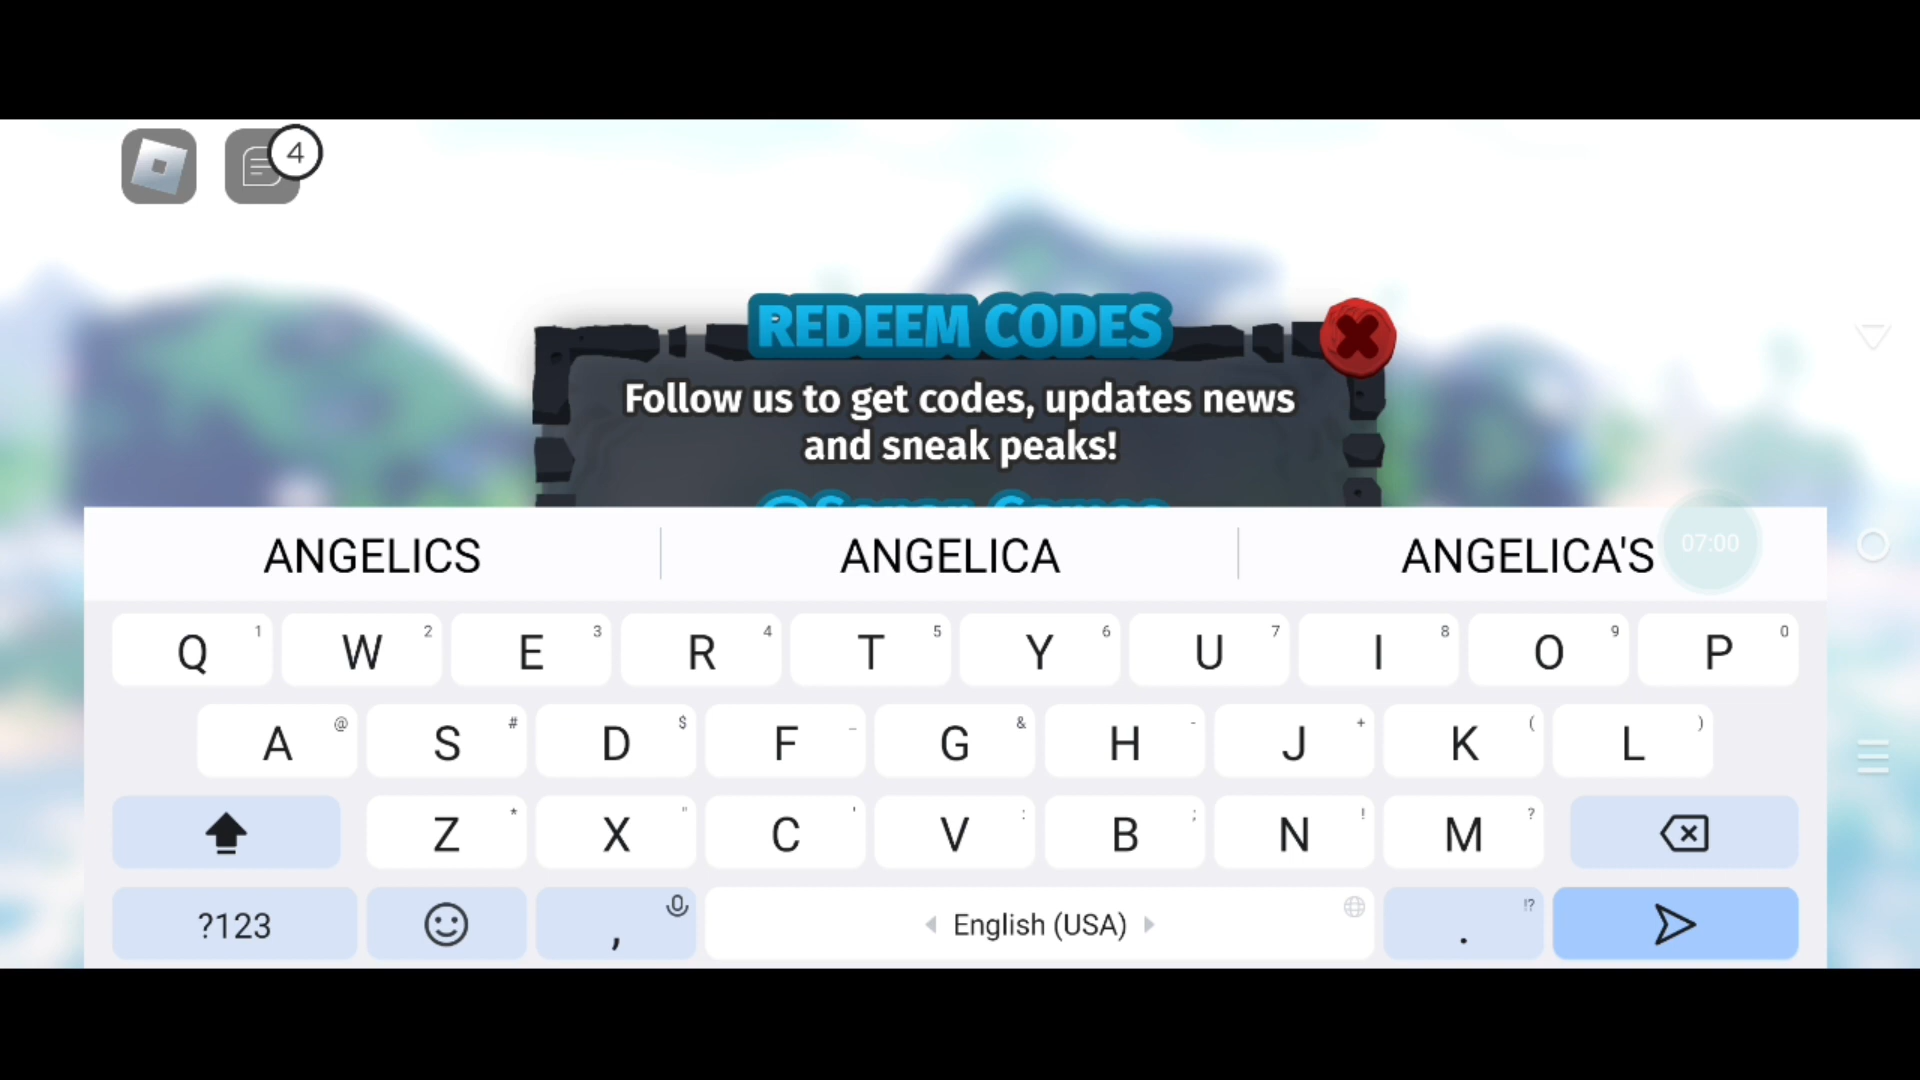 4
REDEEM CODES
Follow us to get codes, updates news
and sneak peaks!
ANGELICS ANGELICA ANGELICA'S 07:00
Q 1 W 2 E 3 R 4 T 5 Y 6 U 7 I 8 O 9 P 0
A @ S # D $ F _ G & H - J + K ( L )
Z * X " C ' V : B ; N ! M ?
?123 , English (USA) . !?